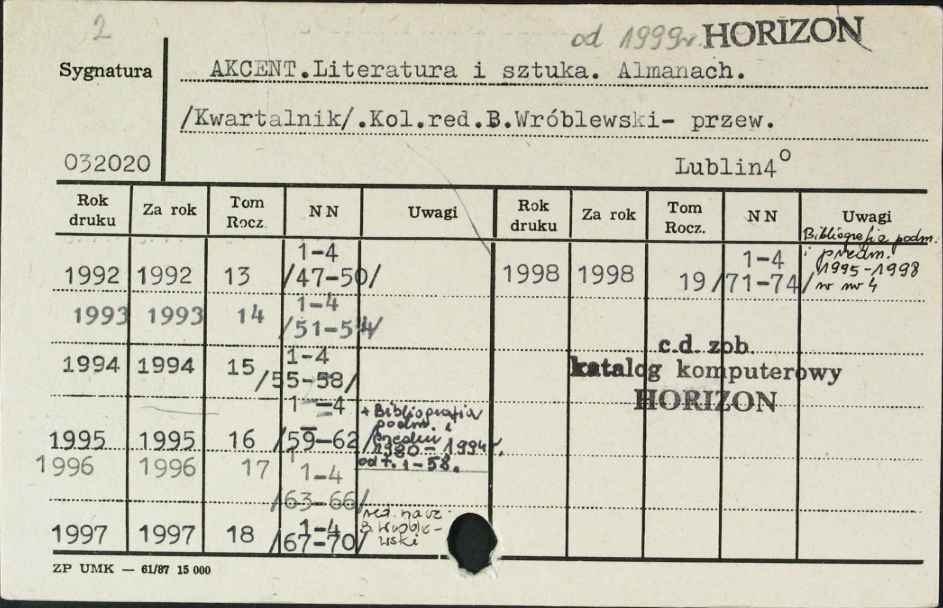 2
od 1999r. HORIZON
Sygnatura
AKCENT.Literatura i sztuka. Almanach.
/Kwartalnik/.Kol.red.B.Wróblewski- przew.
032020
Lublin4°
Rok druku Za rok Tom Rocz. NN Uwagi Rok druku Za rok Tom Rocz. NN Uwagi
1992 1992 13 1-4 /47-50/ 1998 1998 19 1-4 /71-74/ Bibliografia podm. i przedm. 1995-1998 w nr 4
1993 1993 14 1-4 /51-54/
1994 1994 15 1-4 /55-58/
1995 1995 16 1-4 /59-62/ + Bibliografia podm. i przedm 1980-1994r. od t. 1-58.
1996 1996 17 1-4 /63-66/
1997 1997 18 1-4 /67-70/ red. nacz. B. Wróblewski
c.d. zob.
katalog komputerowy
HORIZON
ZP UMK — 61/87 15 000